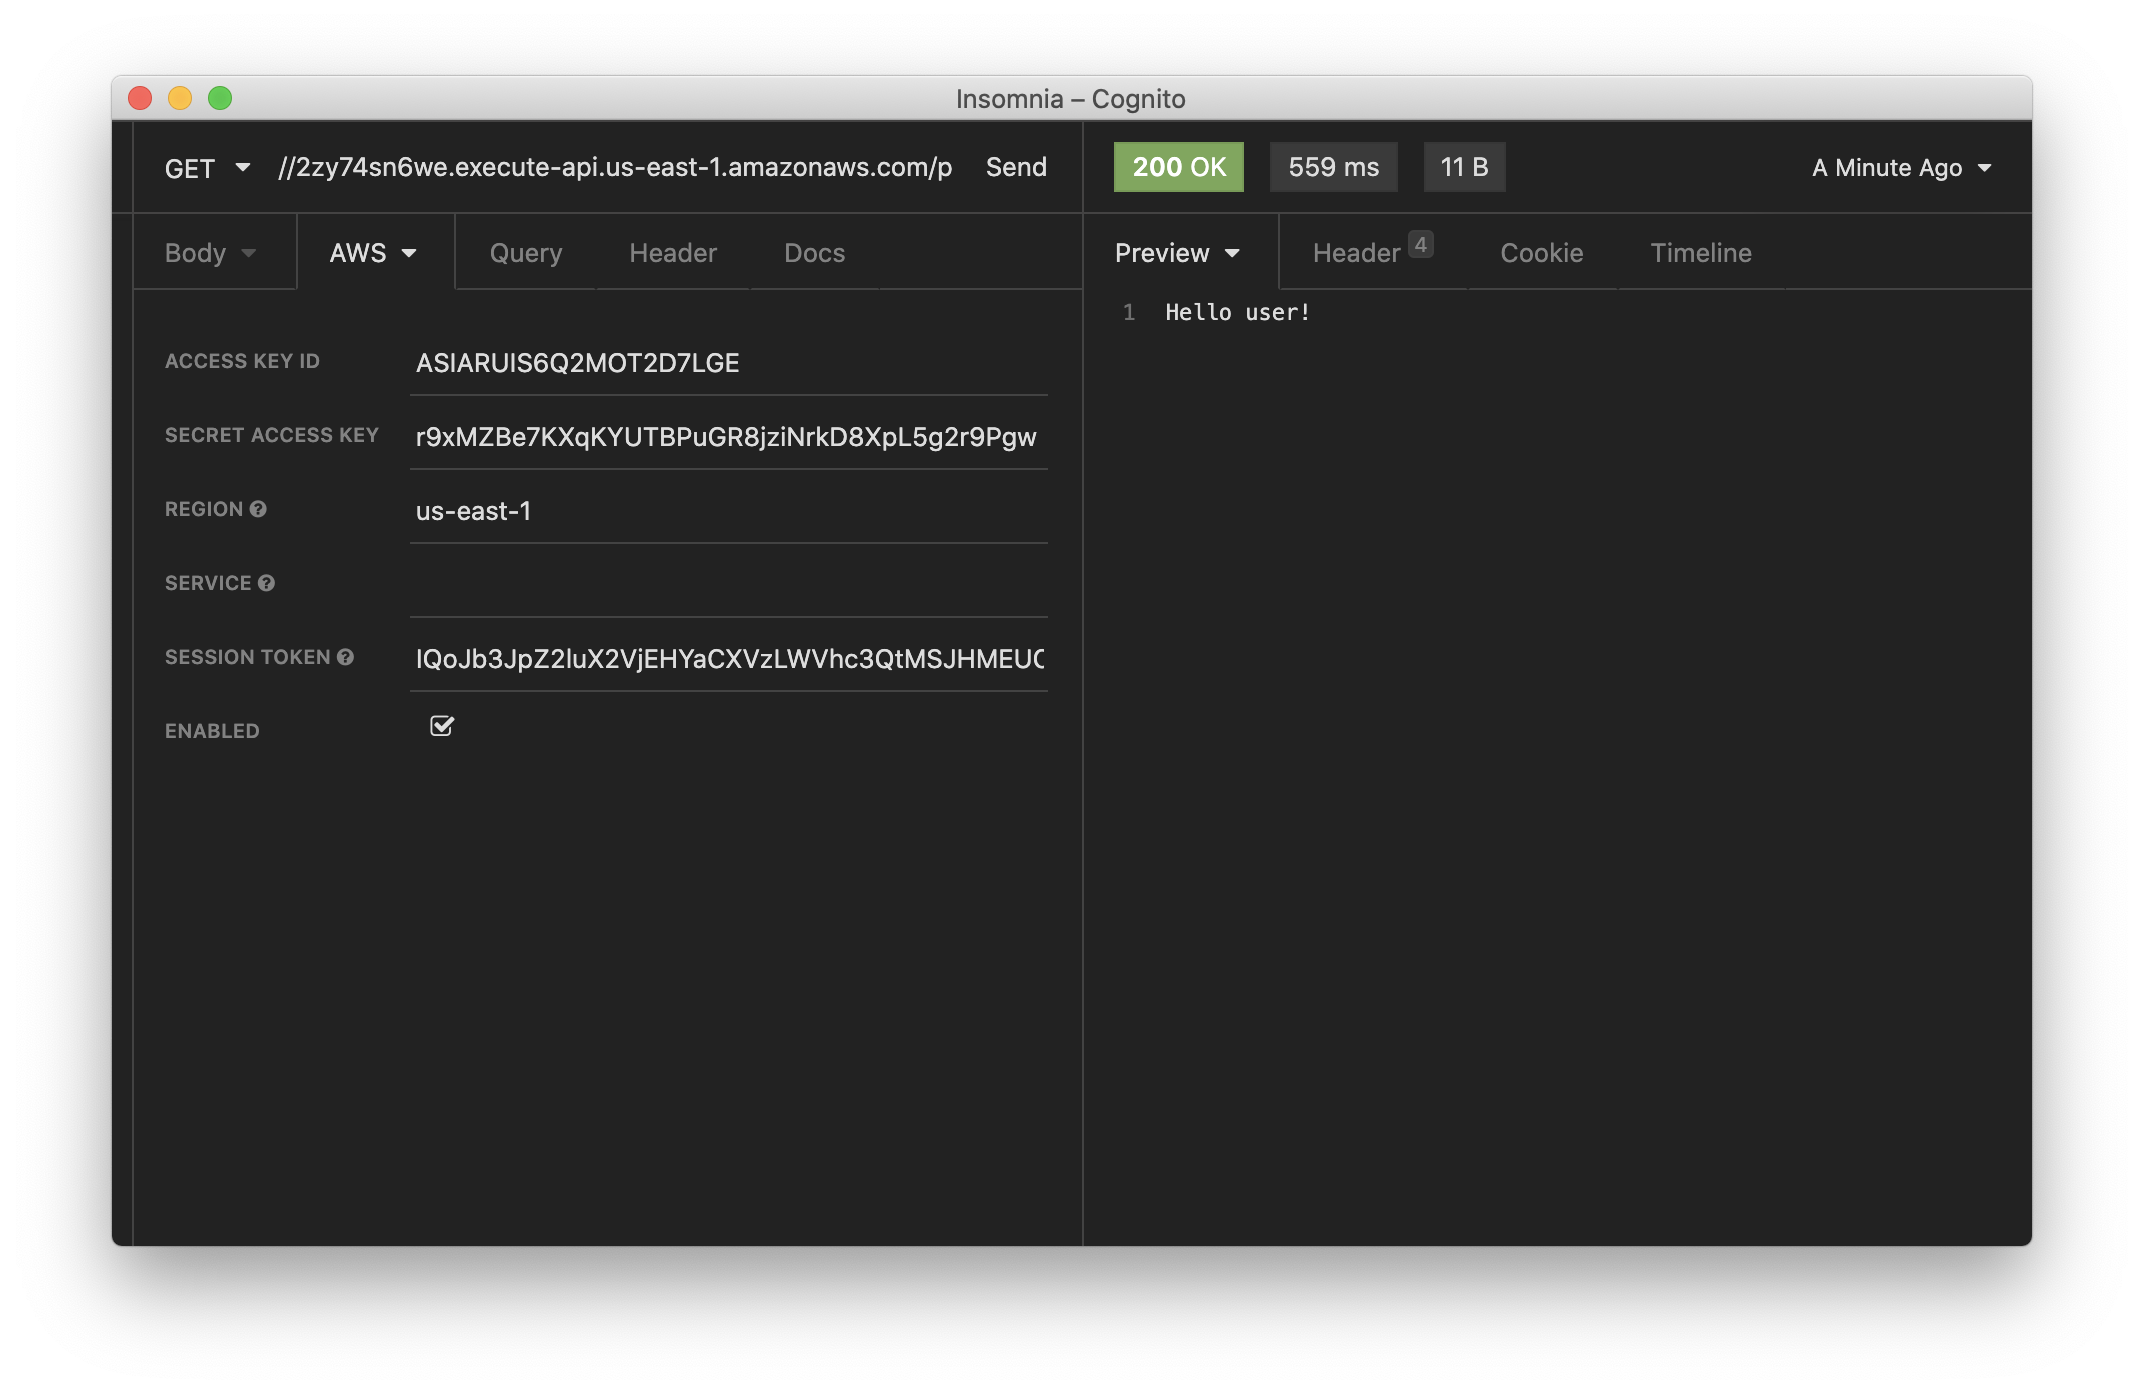 Insomnia – Cognito
GET //2zy74sn6we.execute-api.us-east-1.amazonaws.com/p Send
200 OK 559 ms 11 B A Minute Ago
Body AWS Query Header Docs
Preview Header 4 Cookie Timeline
1 Hello user!
ACCESS KEY ID ASIARUIS6Q2MOT2D7LGE
SECRET ACCESS KEY r9xMZBe7KXqKYUTBPuGR8jziNrkD8XpL5g2r9Pgw
REGION us-east-1
SERVICE
SESSION TOKEN IQoJb3JpZ2luX2VjEHYaCXVzLWVhc3QtMSJHMEUC
ENABLED